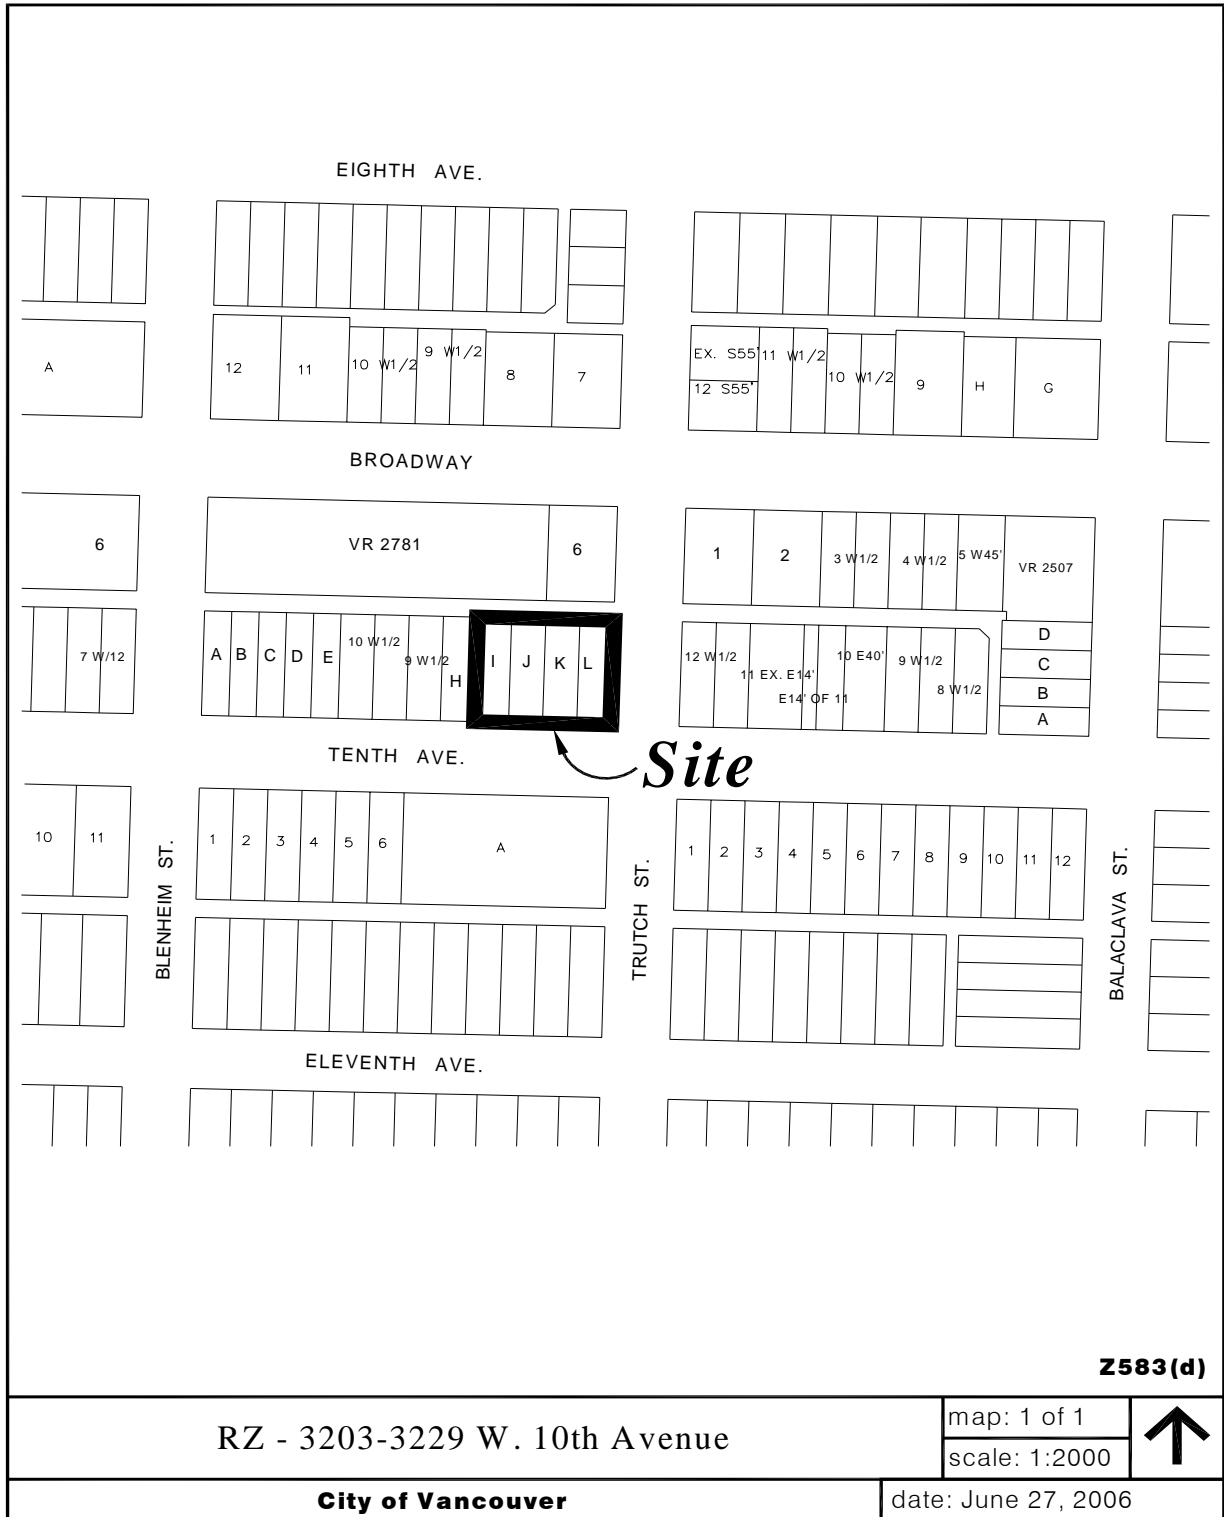 EIGHTH AVE.
A
12
11
10 W1/2
9 W1/2
8
7
EX. S55'
12 S55'
11 W1/2
10 W1/2
9
H
G
BROADWAY
6
VR 2781
6
1
2
3 W1/2
4 W1/2
5 W45'
VR 2507
7 W/12
A
B
C
D
E
10 W1/2
9 W1/2
H
I
J
K
L
12 W1/2
11 EX. E14'
E14' OF 11
10 E40'
9 W1/2
8 W1/2
D
C
B
A
TENTH AVE.
Site
10
11
BLENHEIM ST.
1
2
3
4
5
6
A
TRUTCH ST.
1
2
3
4
5
6
7
8
9
10
11
12
BALACLAVA ST.
ELEVENTH AVE.
Z583(d)
RZ - 3203-3229 W. 10th Avenue
map: 1 of 1
scale: 1:2000
City of Vancouver
date: June 27, 2006